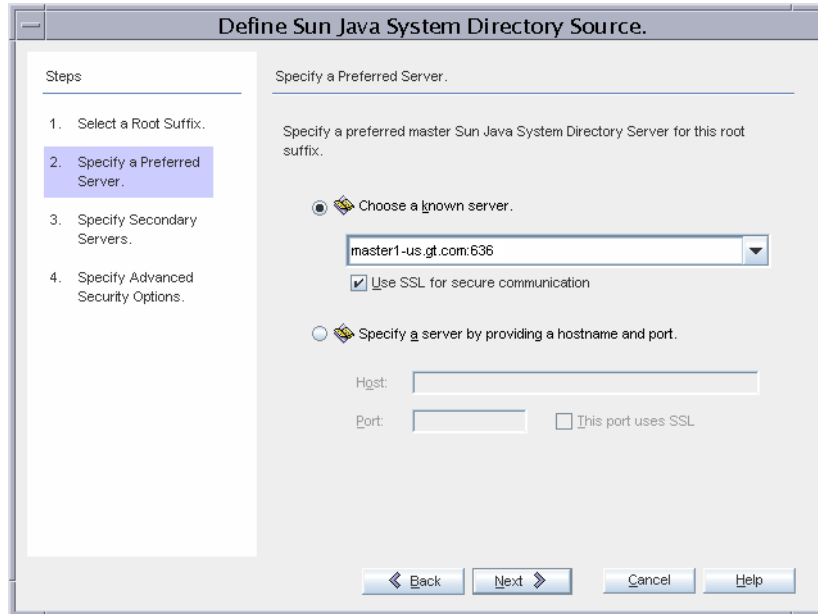 Define Sun Java System Directory Source.
Steps
1. Select a Root Suffix.
2. Specify a Preferred
Server.
3. Specify Secondary
Servers.
4. Specify Advanced
Security Options.
Specify a Preferred Server.
Specify a preferred master Sun Java System Directory Server for this root
suffix.
Choose a known server.
master1-us.gt.com:636
Use SSL for secure communication
Specify a server by providing a hostname and port.
Host:
Port:
This port uses SSL
Back
Next
Cancel
Help